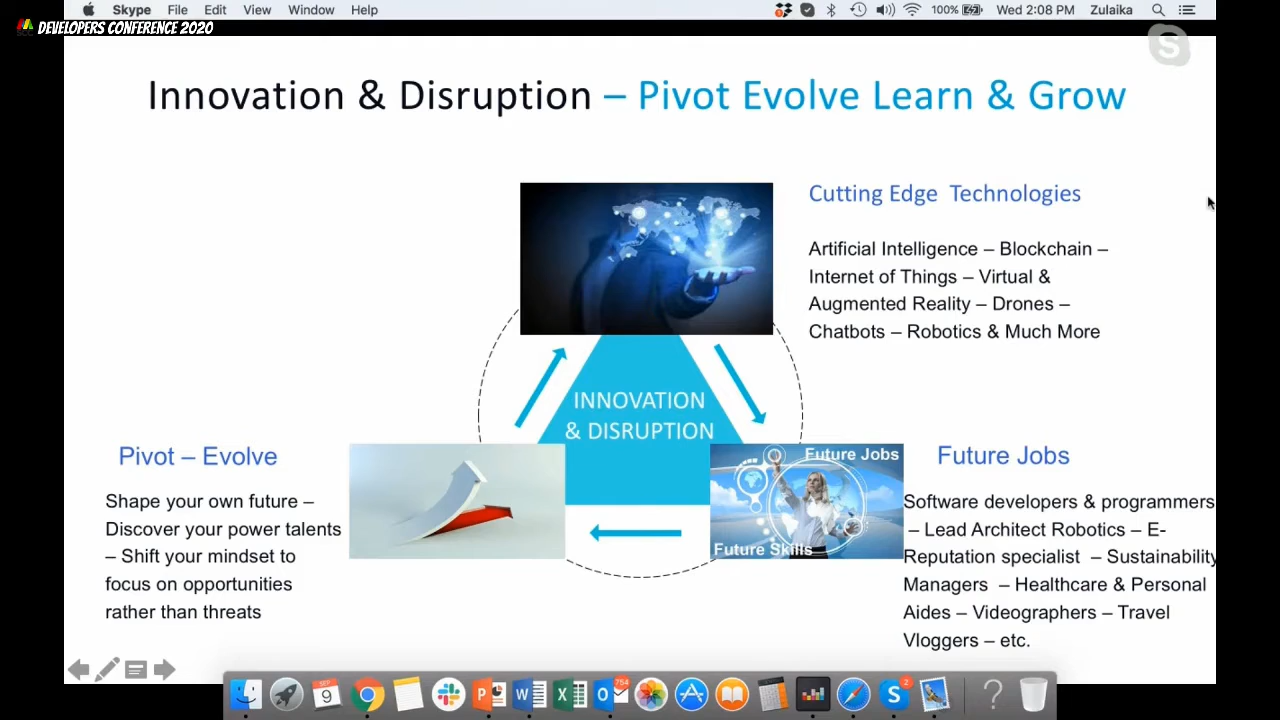 Skype File Edit View Window Help 100% Wed 2:08 PM Zulaika
DEVELOPERS CONFERENCE 2020
Innovation & Disruption – Pivot Evolve Learn & Grow
Cutting Edge Technologies
Artificial Intelligence – Blockchain –
Internet of Things – Virtual &
Augmented Reality – Drones –
Chatbots – Robotics & Much More
INNOVATION
& DISRUPTION
Pivot – Evolve
Shape your own future –
Discover your power talents
– Shift your mindset to
focus on opportunities
rather than threats
Future Jobs
Future Skills
Future Jobs
Software developers & programmers
– Lead Architect Robotics – E-
Reputation specialist – Sustainability
Managers – Healthcare & Personal
Aides – Videographers – Travel
Vloggers – etc.
SEP
9
754
2